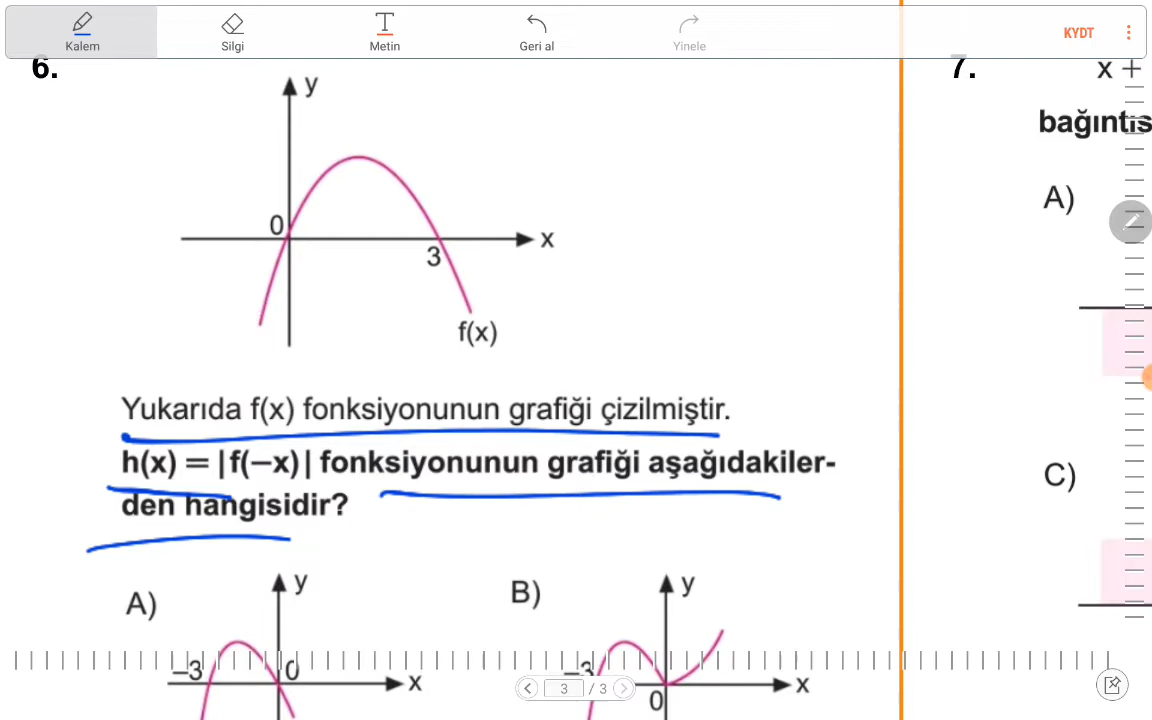 Kalem
Silgi
Metin
Geri al
Yinele
KYDT
6.
y
0
x
3
f(x)
Yukarıda f(x) fonksiyonunun grafiği çizilmiştir.
h(x) = |f(−x)| fonksiyonunun grafiği aşağıdakiler-
den hangisidir?
A)
y
−3
0
x
B)
y
−3
0
x
3 / 3
7.
x +
bağıntıs
A)
C)